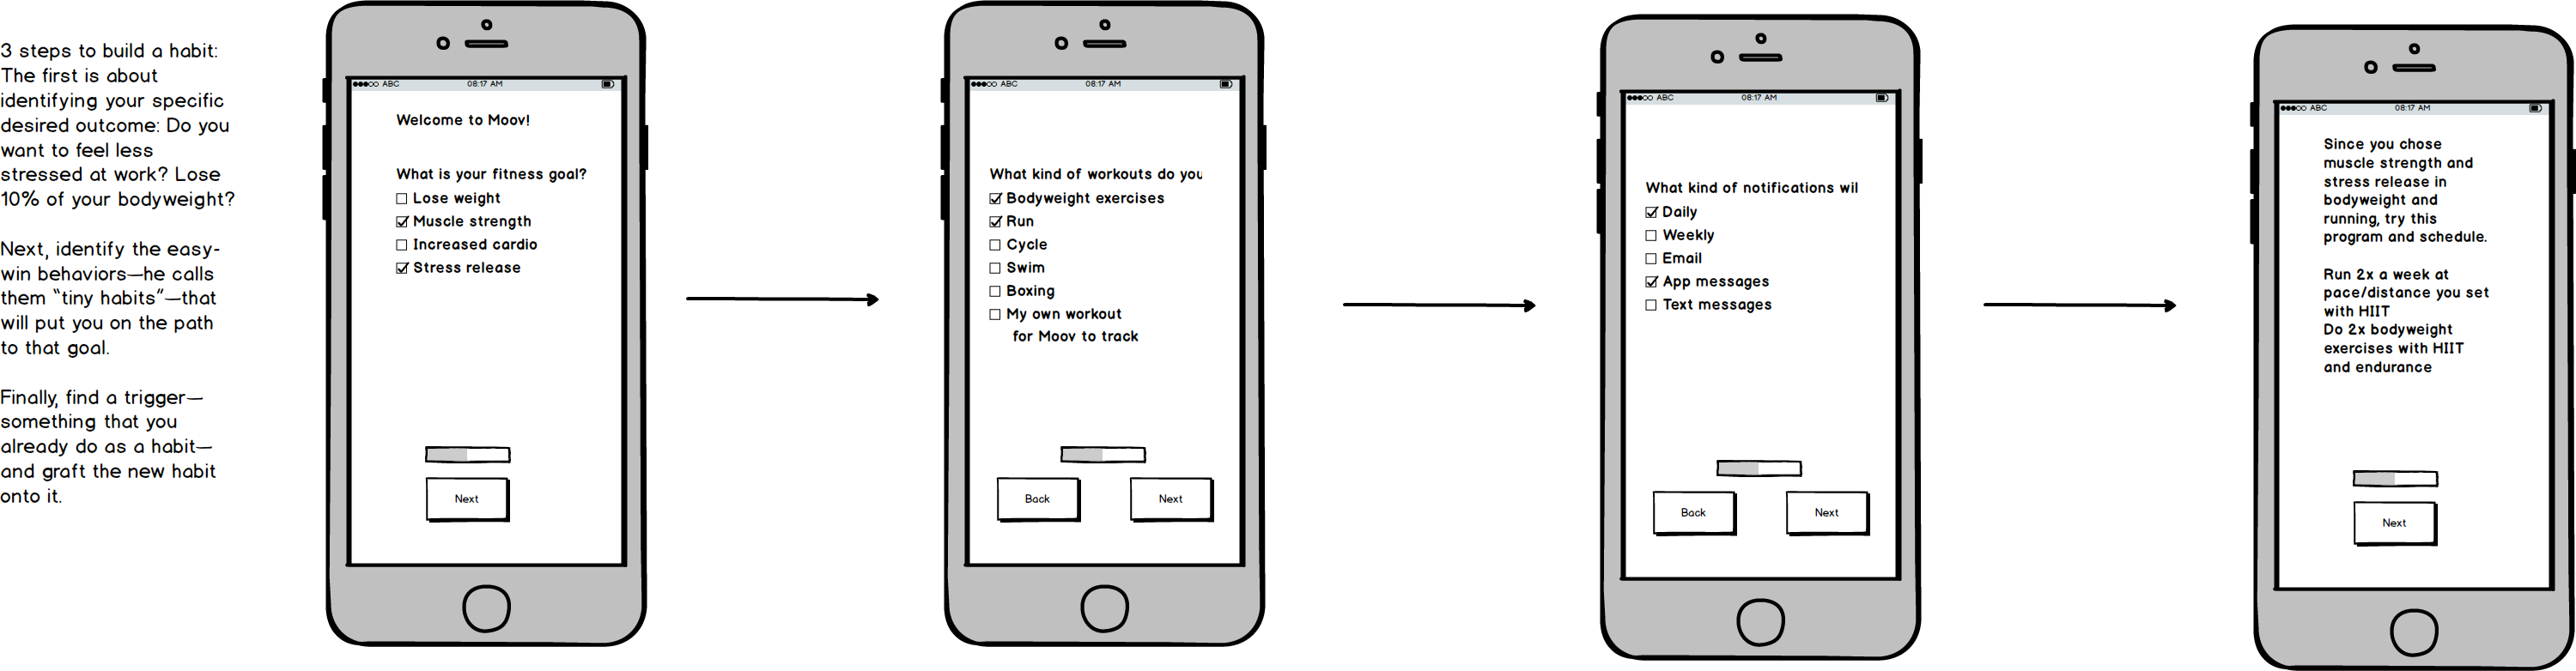 3 steps to build a habit:
The first is about
identifying your specific
desired outcome: Do you
want to feel less
stressed at work? Lose
10% of your bodyweight?
Next, identify the easy-
win behaviors—he calls
them "tiny habits"—that
will put you on the path
to that goal.
Finally, find a trigger—
something that you
already do as a habit—
and graft the new habit
onto it.
ABC 08:17 AM
Welcome to Moov!
What is your fitness goal?
Lose weight
Muscle strength
Increased cardio
Stress release
Next
ABC 08:17 AM
What kind of workouts do you
Bodyweight exercises
Run
Cycle
Swim
Boxing
My own workout
for Moov to track
Back Next
ABC 08:17 AM
What kind of notifications wil
Daily
Weekly
Email
App messages
Text messages
Back Next
ABC 08:17 AM
Since you chose
muscle strength and
stress release in
bodyweight and
running, try this
program and schedule.
Run 2x a week at
pace/distance you set
with HIIT
Do 2x bodyweight
exercises with HIIT
and endurance
Next